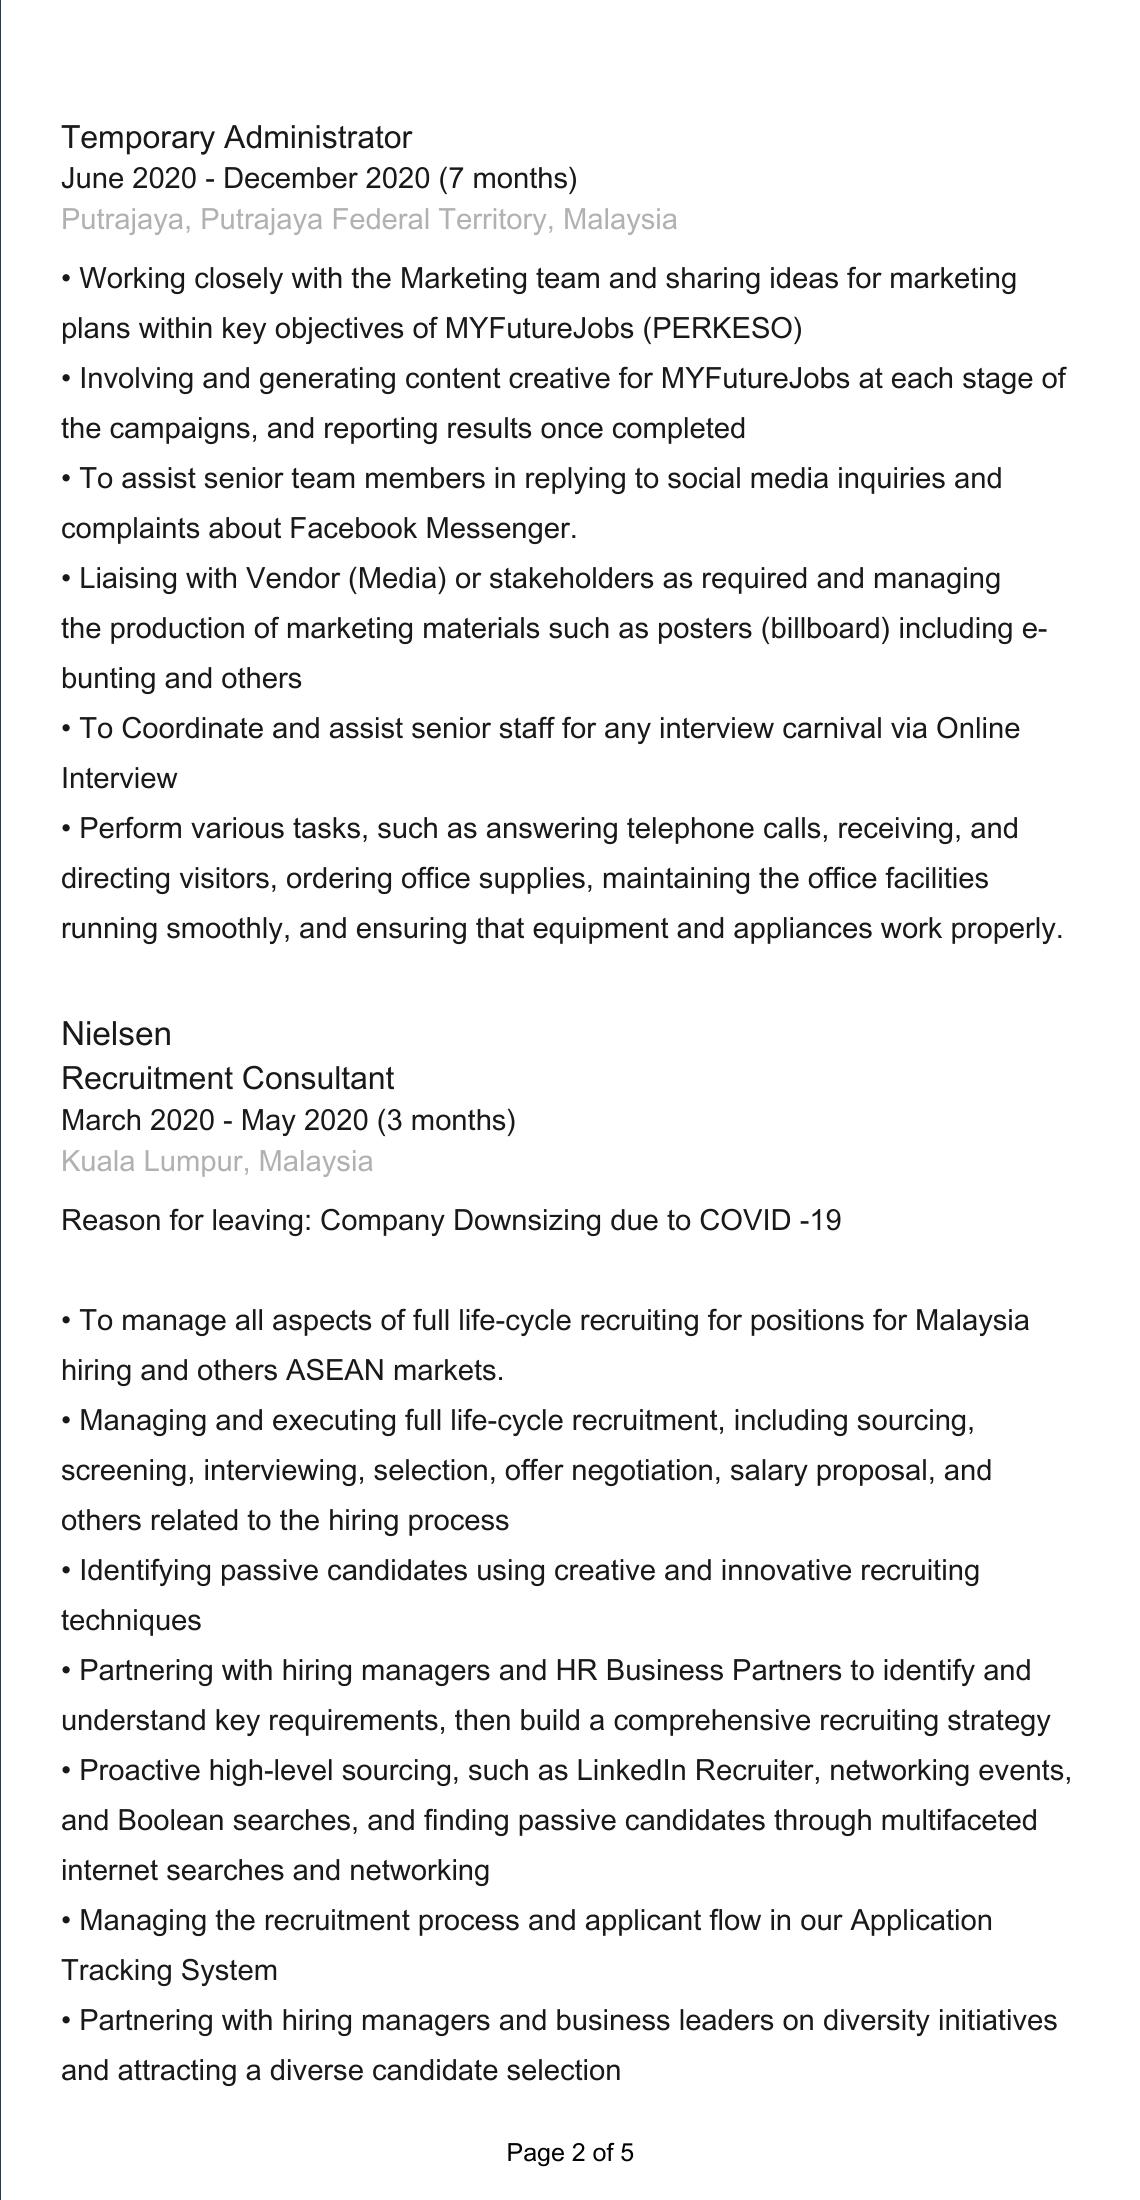 Temporary Administrator
June 2020 - December 2020 (7 months)
Putrajaya, Putrajaya Federal Territory, Malaysia
• Working closely with the Marketing team and sharing ideas for marketing
plans within key objectives of MYFutureJobs (PERKESO)
• Involving and generating content creative for MYFutureJobs at each stage of
the campaigns, and reporting results once completed
• To assist senior team members in replying to social media inquiries and
complaints about Facebook Messenger.
• Liaising with Vendor (Media) or stakeholders as required and managing
the production of marketing materials such as posters (billboard) including e-
bunting and others
• To Coordinate and assist senior staff for any interview carnival via Online
Interview
• Perform various tasks, such as answering telephone calls, receiving, and
directing visitors, ordering office supplies, maintaining the office facilities
running smoothly, and ensuring that equipment and appliances work properly.
Nielsen
Recruitment Consultant
March 2020 - May 2020 (3 months)
Kuala Lumpur, Malaysia
Reason for leaving: Company Downsizing due to COVID -19
• To manage all aspects of full life-cycle recruiting for positions for Malaysia
hiring and others ASEAN markets.
• Managing and executing full life-cycle recruitment, including sourcing,
screening, interviewing, selection, offer negotiation, salary proposal, and
others related to the hiring process
• Identifying passive candidates using creative and innovative recruiting
techniques
• Partnering with hiring managers and HR Business Partners to identify and
understand key requirements, then build a comprehensive recruiting strategy
• Proactive high-level sourcing, such as LinkedIn Recruiter, networking events,
and Boolean searches, and finding passive candidates through multifaceted
internet searches and networking
• Managing the recruitment process and applicant flow in our Application
Tracking System
• Partnering with hiring managers and business leaders on diversity initiatives
and attracting a diverse candidate selection
Page 2 of 5